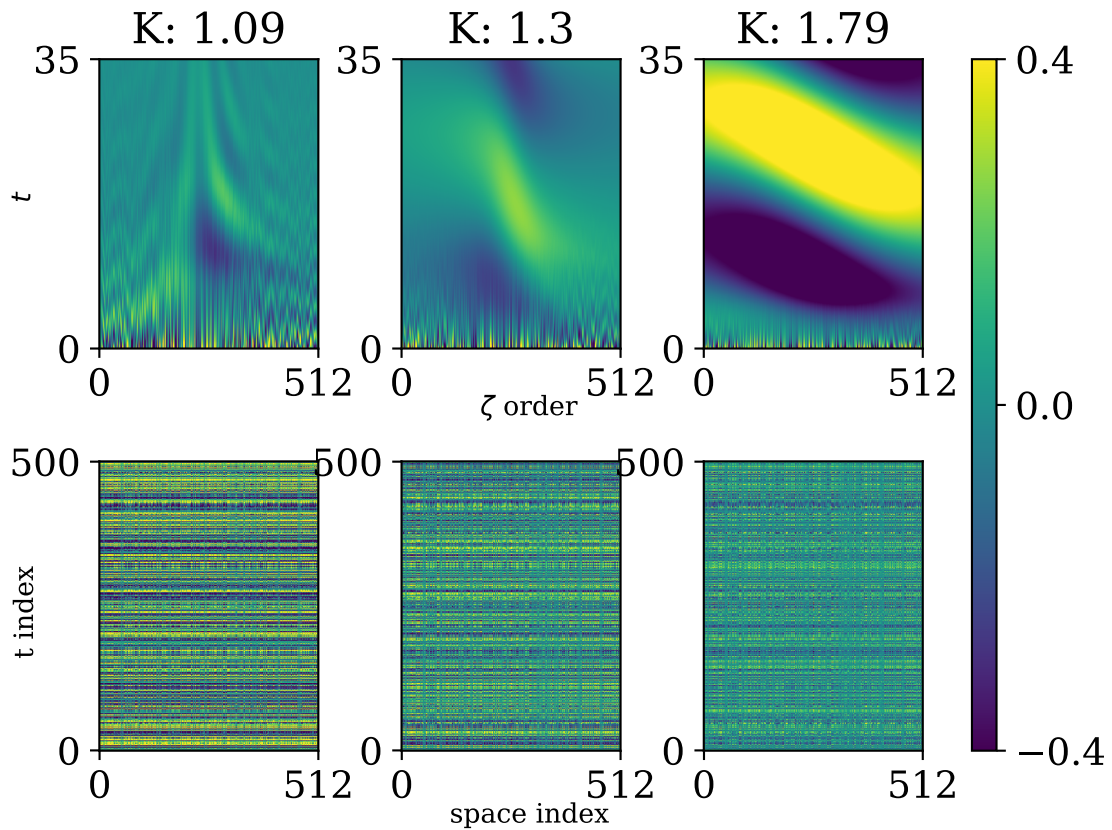 K: 1.09 K: 1.3 K: 1.79
35 35 35 0.4
t
0 0 0 0.0
0 512 0 512 0 512
ζ order
500 500 500
t index
0 0 0 −0.4
0 512 0 512 0 512
space index